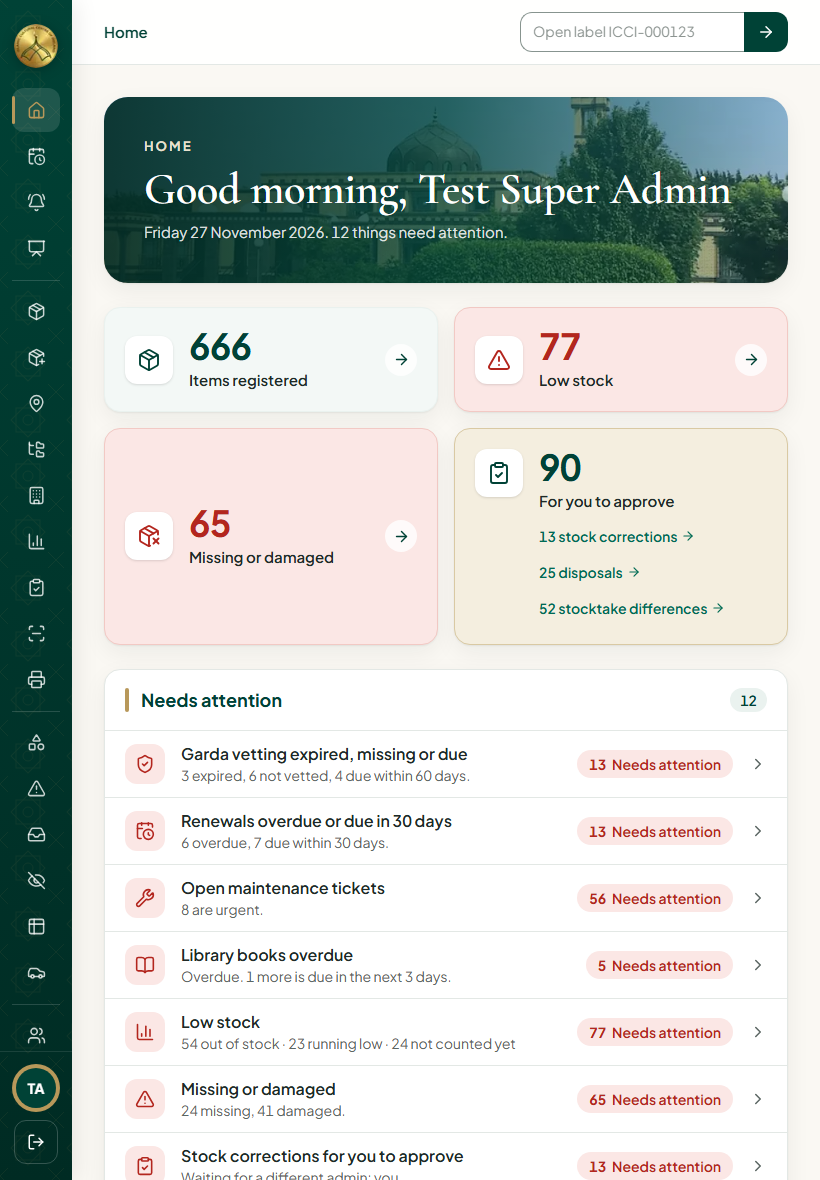 Home
Open label ICCI-000123
HOME
Good morning, Test Super Admin
Friday 27 November 2026. 12 things need attention.
666
Items registered
77
Low stock
65
Missing or damaged
90
For you to approve
13 stock corrections →
25 disposals →
52 stocktake differences →
Needs attention
12
Garda vetting expired, missing or due
3 expired, 6 not vetted, 4 due within 60 days.
13 Needs attention
Renewals overdue or due in 30 days
6 overdue, 7 due within 30 days.
13 Needs attention
Open maintenance tickets
8 are urgent.
56 Needs attention
Library books overdue
Overdue. 1 more is due in the next 3 days.
5 Needs attention
Low stock
54 out of stock · 23 running low · 24 not counted yet
77 Needs attention
Missing or damaged
24 missing, 41 damaged.
65 Needs attention
Stock corrections for you to approve
Waiting for a different admin: you
13 Needs attention
TA